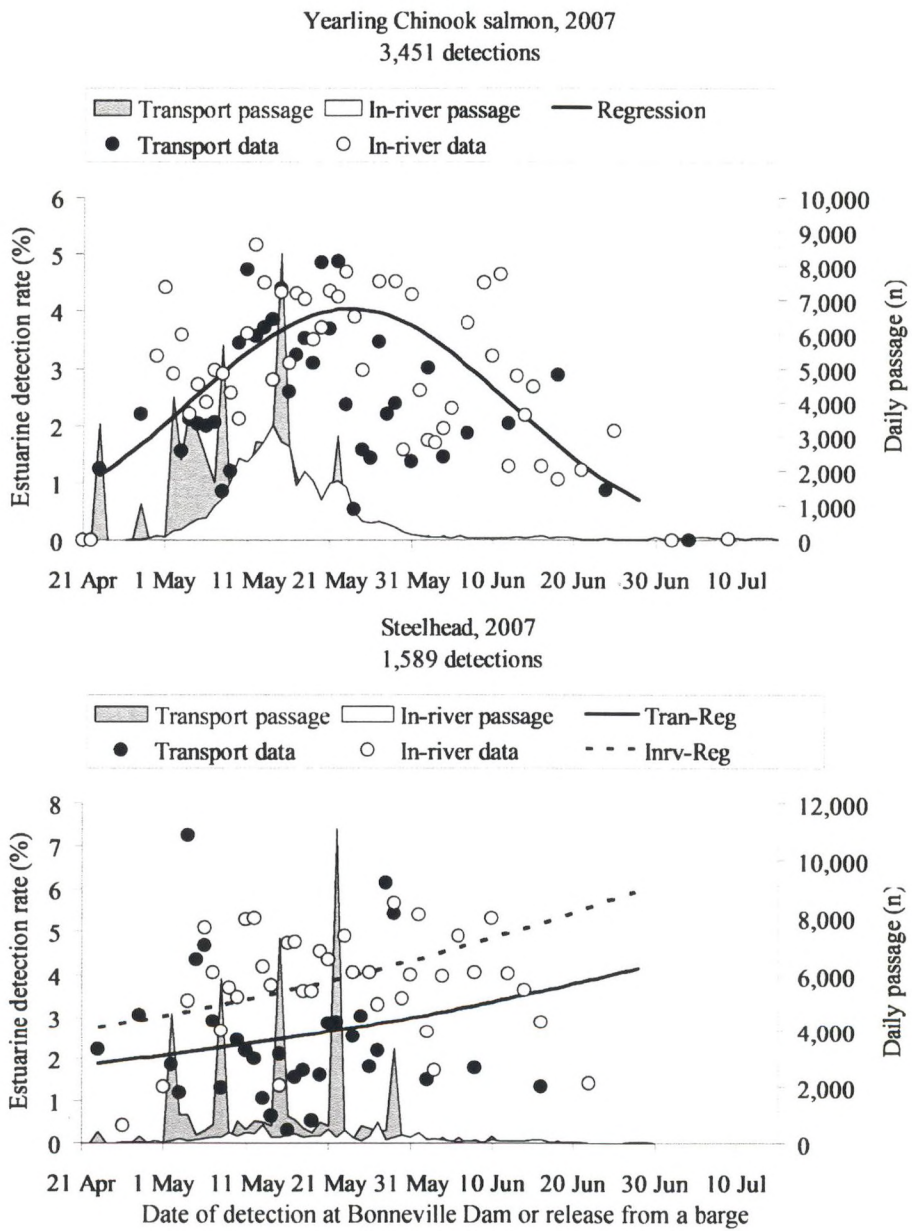 Yearling Chinook salmon, 2007
3,451 detections
Transport passage In-river passage Regression
Transport data In-river data
Estuarine detection rate (%)
6
5
4
3
2
1
0
10,000
9,000
8,000
7,000
6,000
5,000
4,000
3,000
2,000
1,000
0
Daily passage (n)
21 Apr 1 May 11 May 21 May 31 May 10 Jun 20 Jun 30 Jun 10 Jul
Steelhead, 2007
1,589 detections
Transport passage In-river passage Tran-Reg
Transport data In-river data Inrv-Reg
Estuarine detection rate (%)
8
7
6
5
4
3
2
1
0
12,000
10,000
8,000
6,000
4,000
2,000
0
Daily passage (n)
21 Apr 1 May 11 May 21 May 31 May 10 Jun 20 Jun 30 Jun 10 Jul
Date of detection at Bonneville Dam or release from a barge